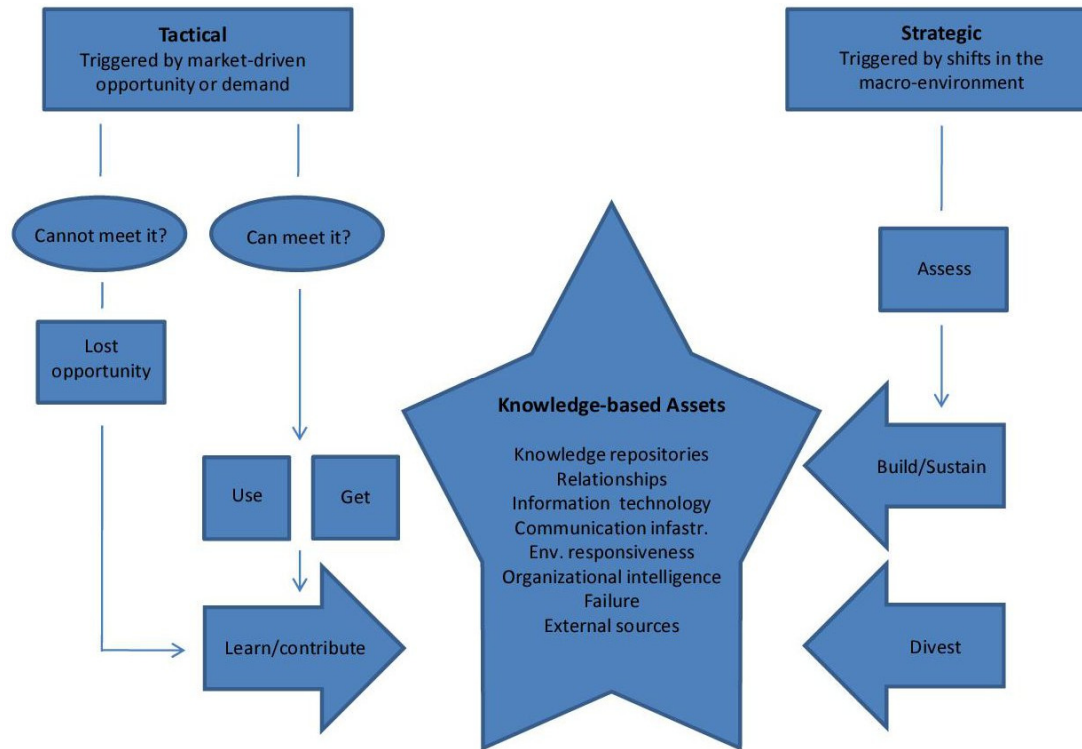 Tactical
Triggered by market-driven
opportunity or demand
Strategic
Triggered by shifts in the
macro-environment
Cannot meet it?
Can meet it?
Assess
Lost
opportunity
Knowledge-based Assets
Knowledge repositories
Relationships
Information technology
Communication infastr.
Env. responsiveness
Organizational intelligence
Failure
External sources
Use
Get
Build/Sustain
Learn/contribute
Divest